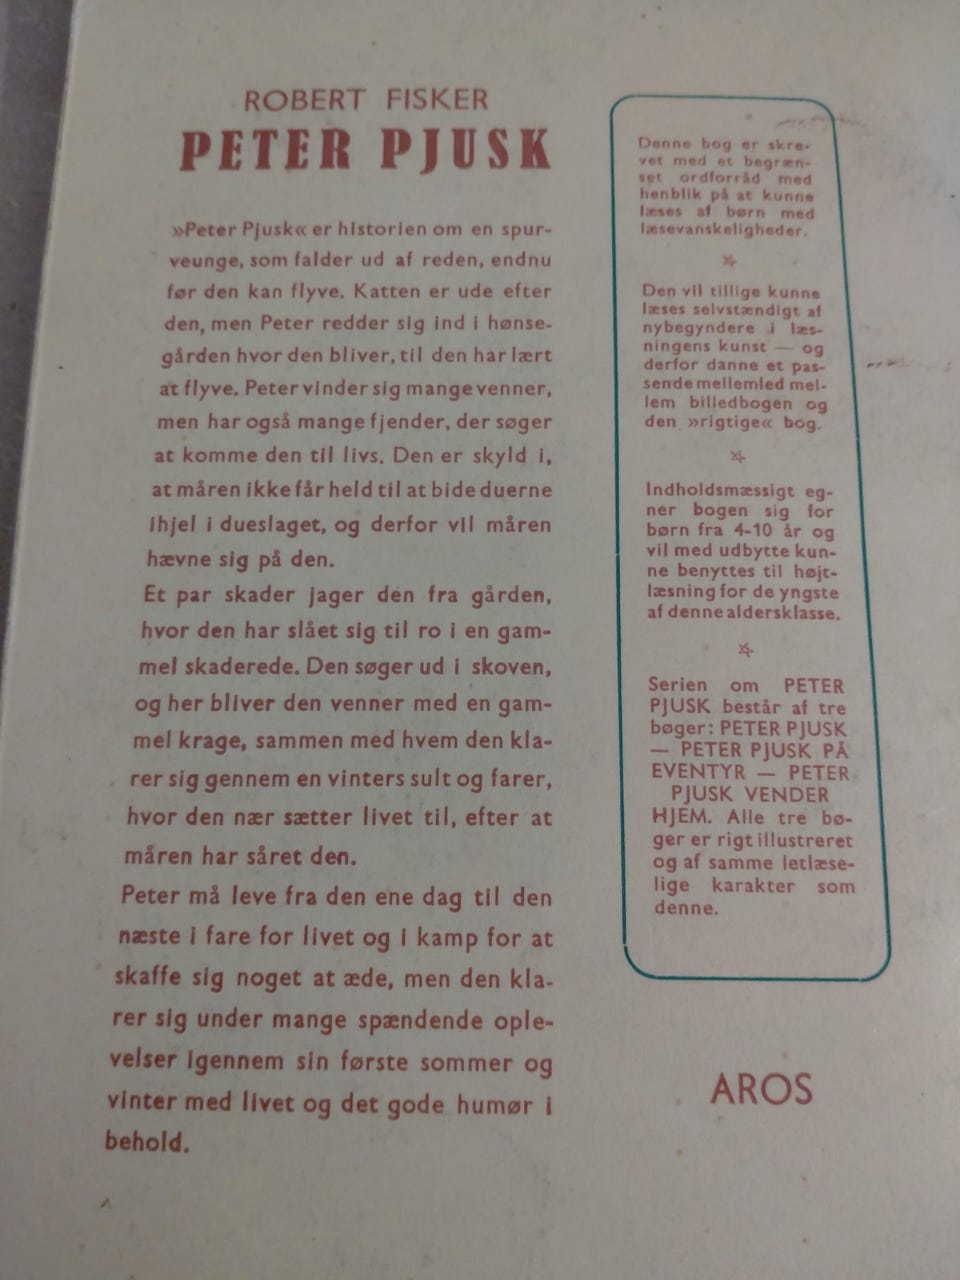 ROBERT FISKER
PETER PJUSK
»Peter Pjusk« er historien om en spur-
veunge, som falder ud af reden, endnu
før den kan flyve. Katten er ude efter
den, men Peter redder sig ind i hønse-
gården hvor den bliver, til den har lært
at flyve. Peter vinder sig mange venner,
men har også mange fjender, der søger
at komme den til livs. Den er skyld i,
at måren ikke får held til at bide duerne
ihjel i dueslaget, og derfor vil måren
hævne sig på den.
Et par skader jager den fra gården,
hvor den har slået sig til ro i en gam-
mel skaderede. Den søger ud i skoven,
og her bliver den venner med en gam-
mel krage, sammen med hvem den kla-
rer sig gennem en vinters sult og farer,
hvor den nær sætter livet til, efter at
måren har såret den.
Peter må leve fra den ene dag til den
næste i fare for livet og i kamp for at
skaffe sig noget at æde, men den kla-
rer sig under mange spændende ople-
velser igennem sin første sommer og
vinter med livet og det gode humør i
behold.
Denne bog er skre-
vet med et begræn-
set ordforråd med
henblik på at kunne
læses af børn med
læsevanskeligheder.
Den vil tillige kunne
læses selvstændigt af
nybegyndere i læs-
ningens kunst — og
derfor danne et pas-
sende mellemled mel-
lem billedbogen og
den »rigtige« bog.
Indholdsmæssigt eg-
ner bogen sig for
børn fra 4-10 år og
vil med udbytte kun-
ne benyttes til højt-
læsning for de yngste
af denne aldersklasse.
Serien om PETER
PJUSK består af tre
bøger: PETER PJUSK
— PETER PJUSK PÅ
EVENTYR — PETER
PJUSK VENDER
HJEM. Alle tre bø-
ger er rigt illustreret
og af samme letlæse-
lige karakter som
denne.
AROS